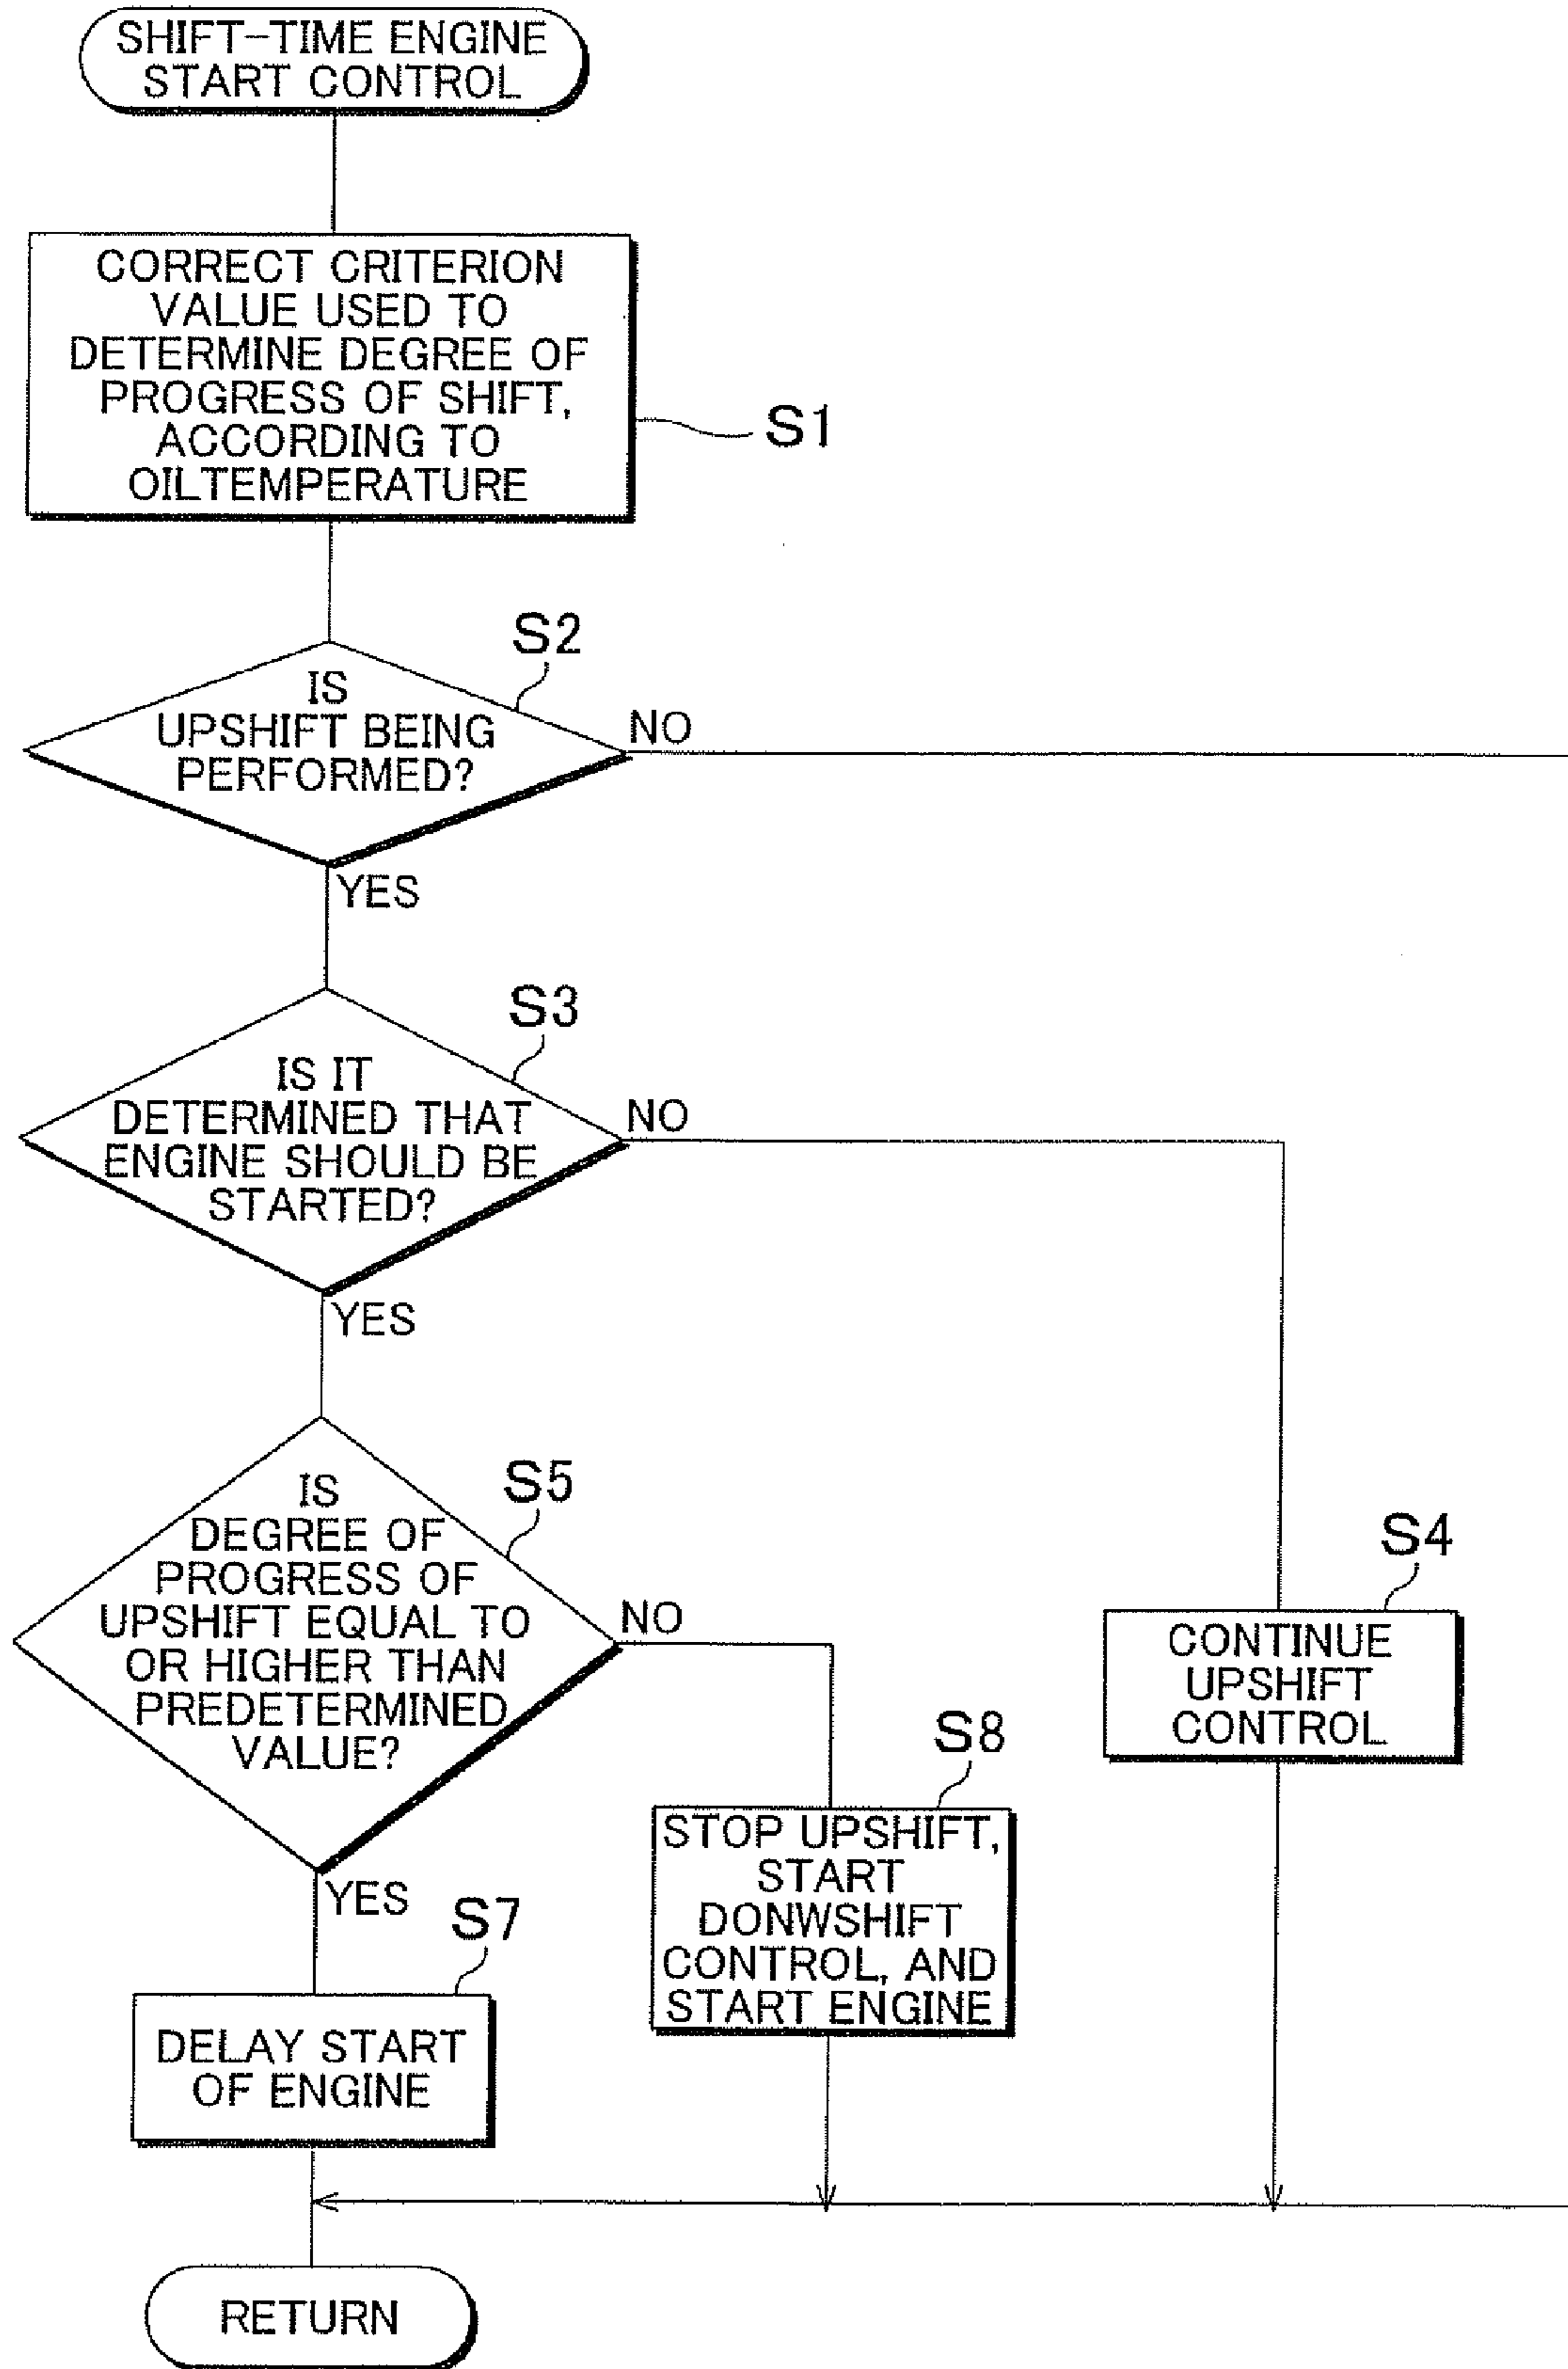 SHIFT-TIME ENGINE
START CONTROL
CORRECT CRITERION
VALUE USED TO
DETERMINE DEGREE OF
PROGRESS OF SHIFT,
ACCORDING TO
OILTEMPERATURE
S1
S2
IS
UPSHIFT BEING
PERFORMED?
NO
YES
S3
IS IT
DETERMINED THAT
ENGINE SHOULD BE
STARTED?
NO
YES
S5
IS
DEGREE OF
PROGRESS OF
UPSHIFT EQUAL TO
OR HIGHER THAN
PREDETERMINED
VALUE?
NO
YES
S4
CONTINUE
UPSHIFT
CONTROL
S8
STOP UPSHIFT,
START
DONWSHIFT
CONTROL, AND
START ENGINE
S7
DELAY START
OF ENGINE
RETURN